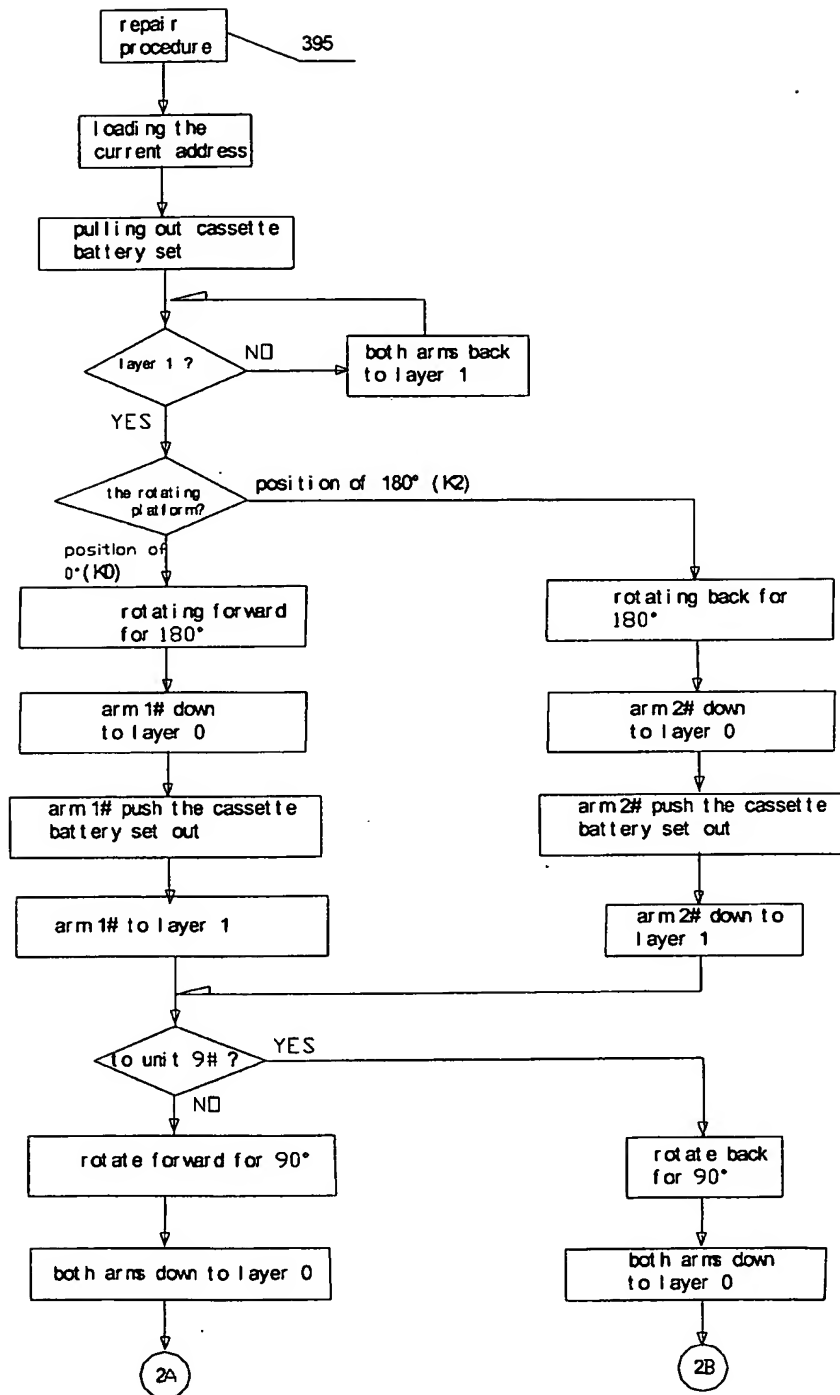 repair
procedure
395
loading the
current address
pulling out cassette
battery set
layer 1 ?
NO
both arms back
to layer 1
YES
the rotating
platform?
position of 180° (K2)
position of
0°(K0)
rotating forward
for 180°
rotating back for
180°
arm 1# down
to layer 0
arm 2# down
to layer 0
arm 1# push the cassette
battery set out
arm 2# push the cassette
battery set out
arm 1# to layer 1
arm 2# down to
layer 1
to unit 9# ?
YES
NO
rotate forward for 90°
rotate back
for 90°
both arms down to layer 0
both arms down
to layer 0
2A
2B